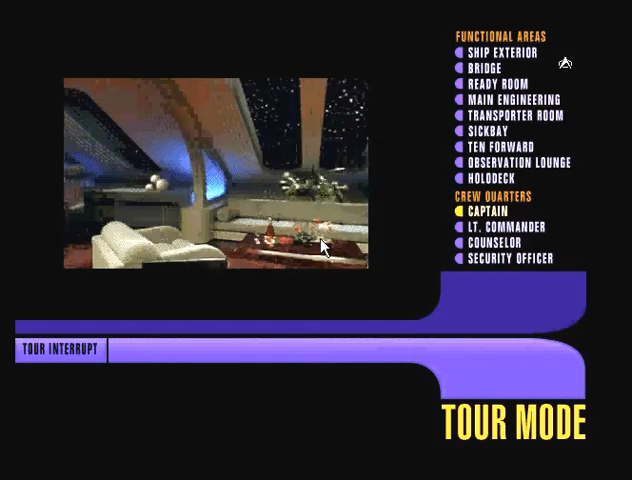 FUNCTIONAL AREAS
SHIP EXTERIOR
BRIDGE
READY ROOM
MAIN ENGINEERING
TRANSPORTER ROOM
SICKBAY
TEN FORWARD
OBSERVATION LOUNGE
HOLODECK
CREW QUARTERS
CAPTAIN
LT. COMMANDER
COUNSELOR
SECURITY OFFICER
TOUR INTERRUPT
TOUR MODE